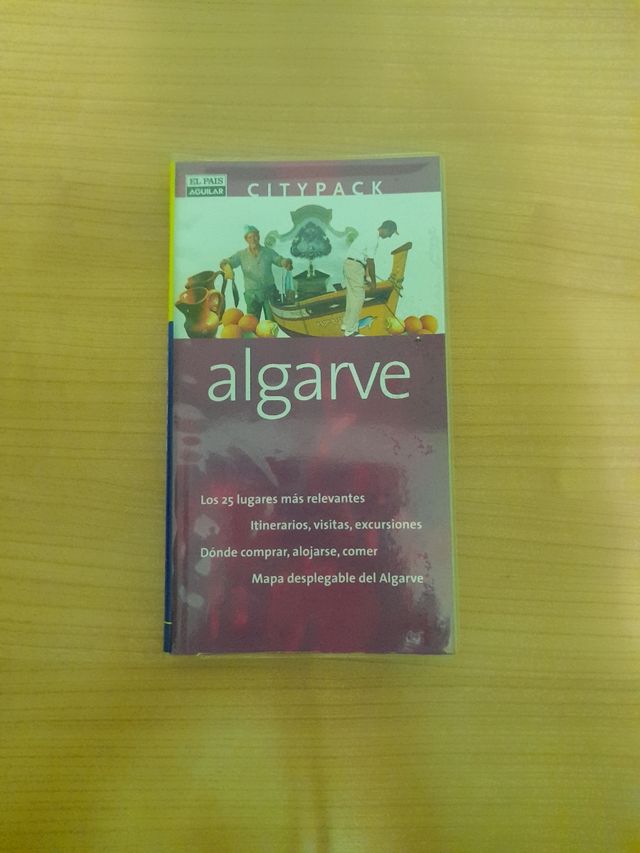 EL PAIS
AGUILAR
CITYPACK
algarve
Los 25 lugares más relevantes
Itinerarios, visitas, excursiones
Dónde comprar, alojarse, comer
Mapa desplegable del Algarve